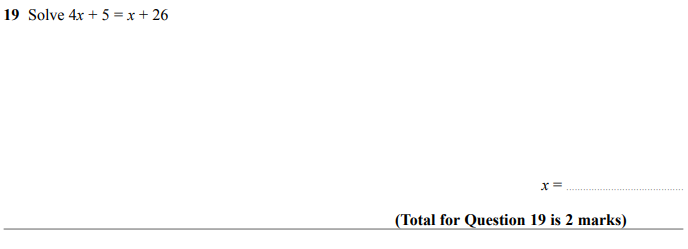 19 Solve 4x + 5 = x + 26
x = ........................................
(Total for Question 19 is 2 marks)